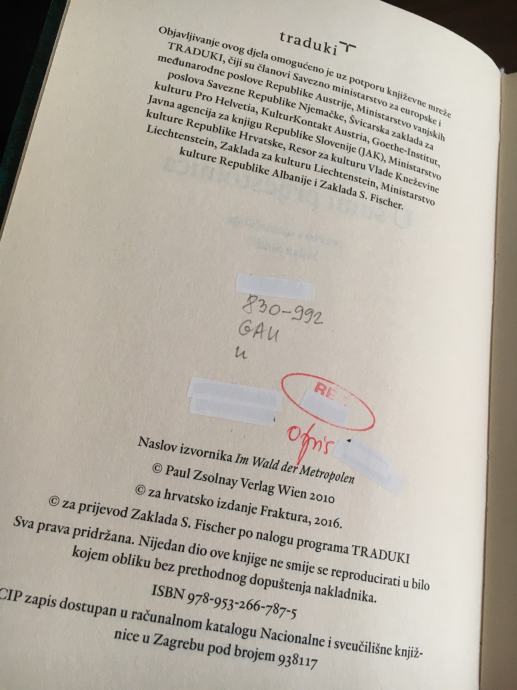 traduki
Objavljivanje ovog djela omogućeno je uz potporu književne mreže
TRADUKI, čiji su članovi Savezno ministarstvo za europske i
međunarodne poslove Republike Austrije, Ministarstvo vanjskih
poslova Savezne Republike Njemačke, Švicarska zaklada za
kulturu Pro Helvetia, KulturKontakt Austria, Goethe-Institut,
Javna agencija za knjigu Republike Slovenije (JAK), Ministarstvo
kulture Republike Hrvatske, Resor za kulturu Vlade Kneževine
Liechtenstein, Zaklada za kulturu Liechtenstein, Ministarstvo
kulture Republike Albanije i Zaklada S. Fischer.
830-992
GAU
u
Otpis
Naslov izvornika Im Wald der Metropolen
© Paul Zsolnay Verlag Wien 2010
© za hrvatsko izdanje Fraktura, 2016.
© za prijevod Zaklada S. Fischer po nalogu programa TRADUKI
Sva prava pridržana. Nijedan dio ove knjige ne smije se reproducirati u bilo
kojem obliku bez prethodnog dopuštenja nakladnika.
ISBN 978-953-266-787-5
CIP zapis dostupan u računalnom katalogu Nacionalne i sveučilišne knjiž-
nice u Zagrebu pod brojem 938117